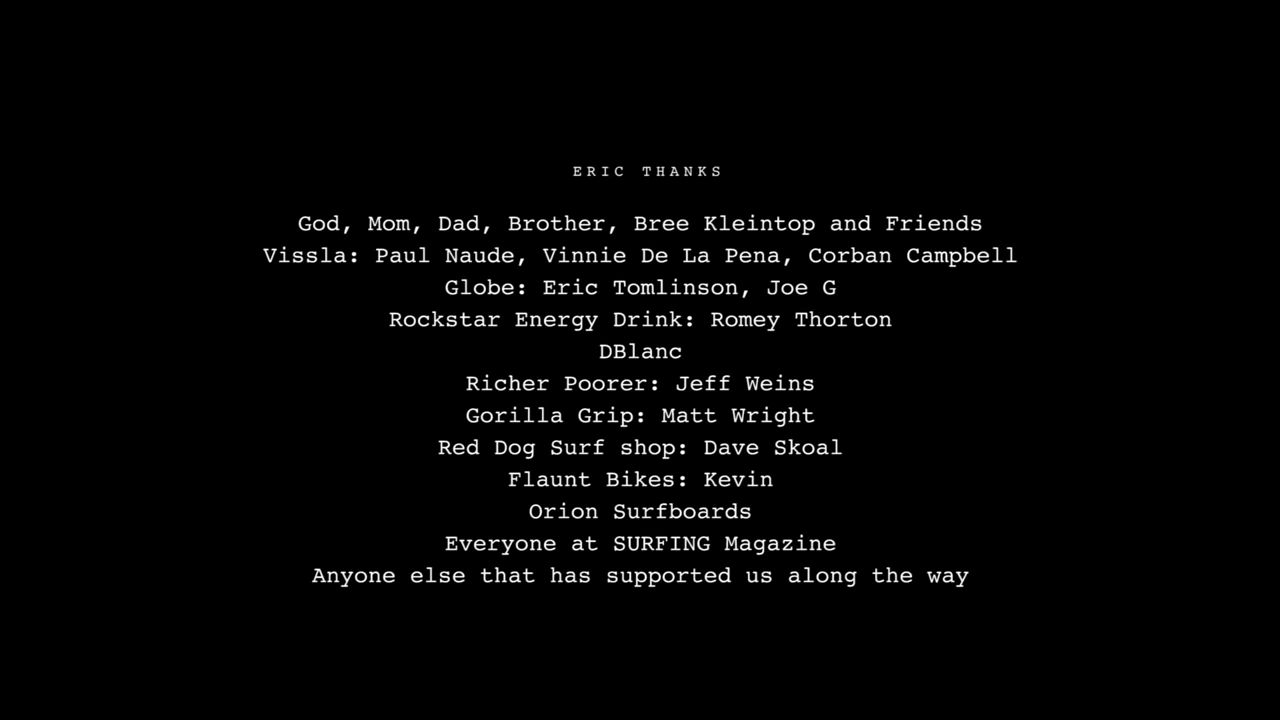 ERIC THANKS
God, Mom, Dad, Brother, Bree Kleintop and Friends
Vissla: Paul Naude, Vinnie De La Pena, Corban Campbell
Globe: Eric Tomlinson, Joe G
Rockstar Energy Drink: Romey Thorton
DBlanc
Richer Poorer: Jeff Weins
Gorilla Grip: Matt Wright
Red Dog Surf shop: Dave Skoal
Flaunt Bikes: Kevin
Orion Surfboards
Everyone at SURFING Magazine
Anyone else that has supported us along the way